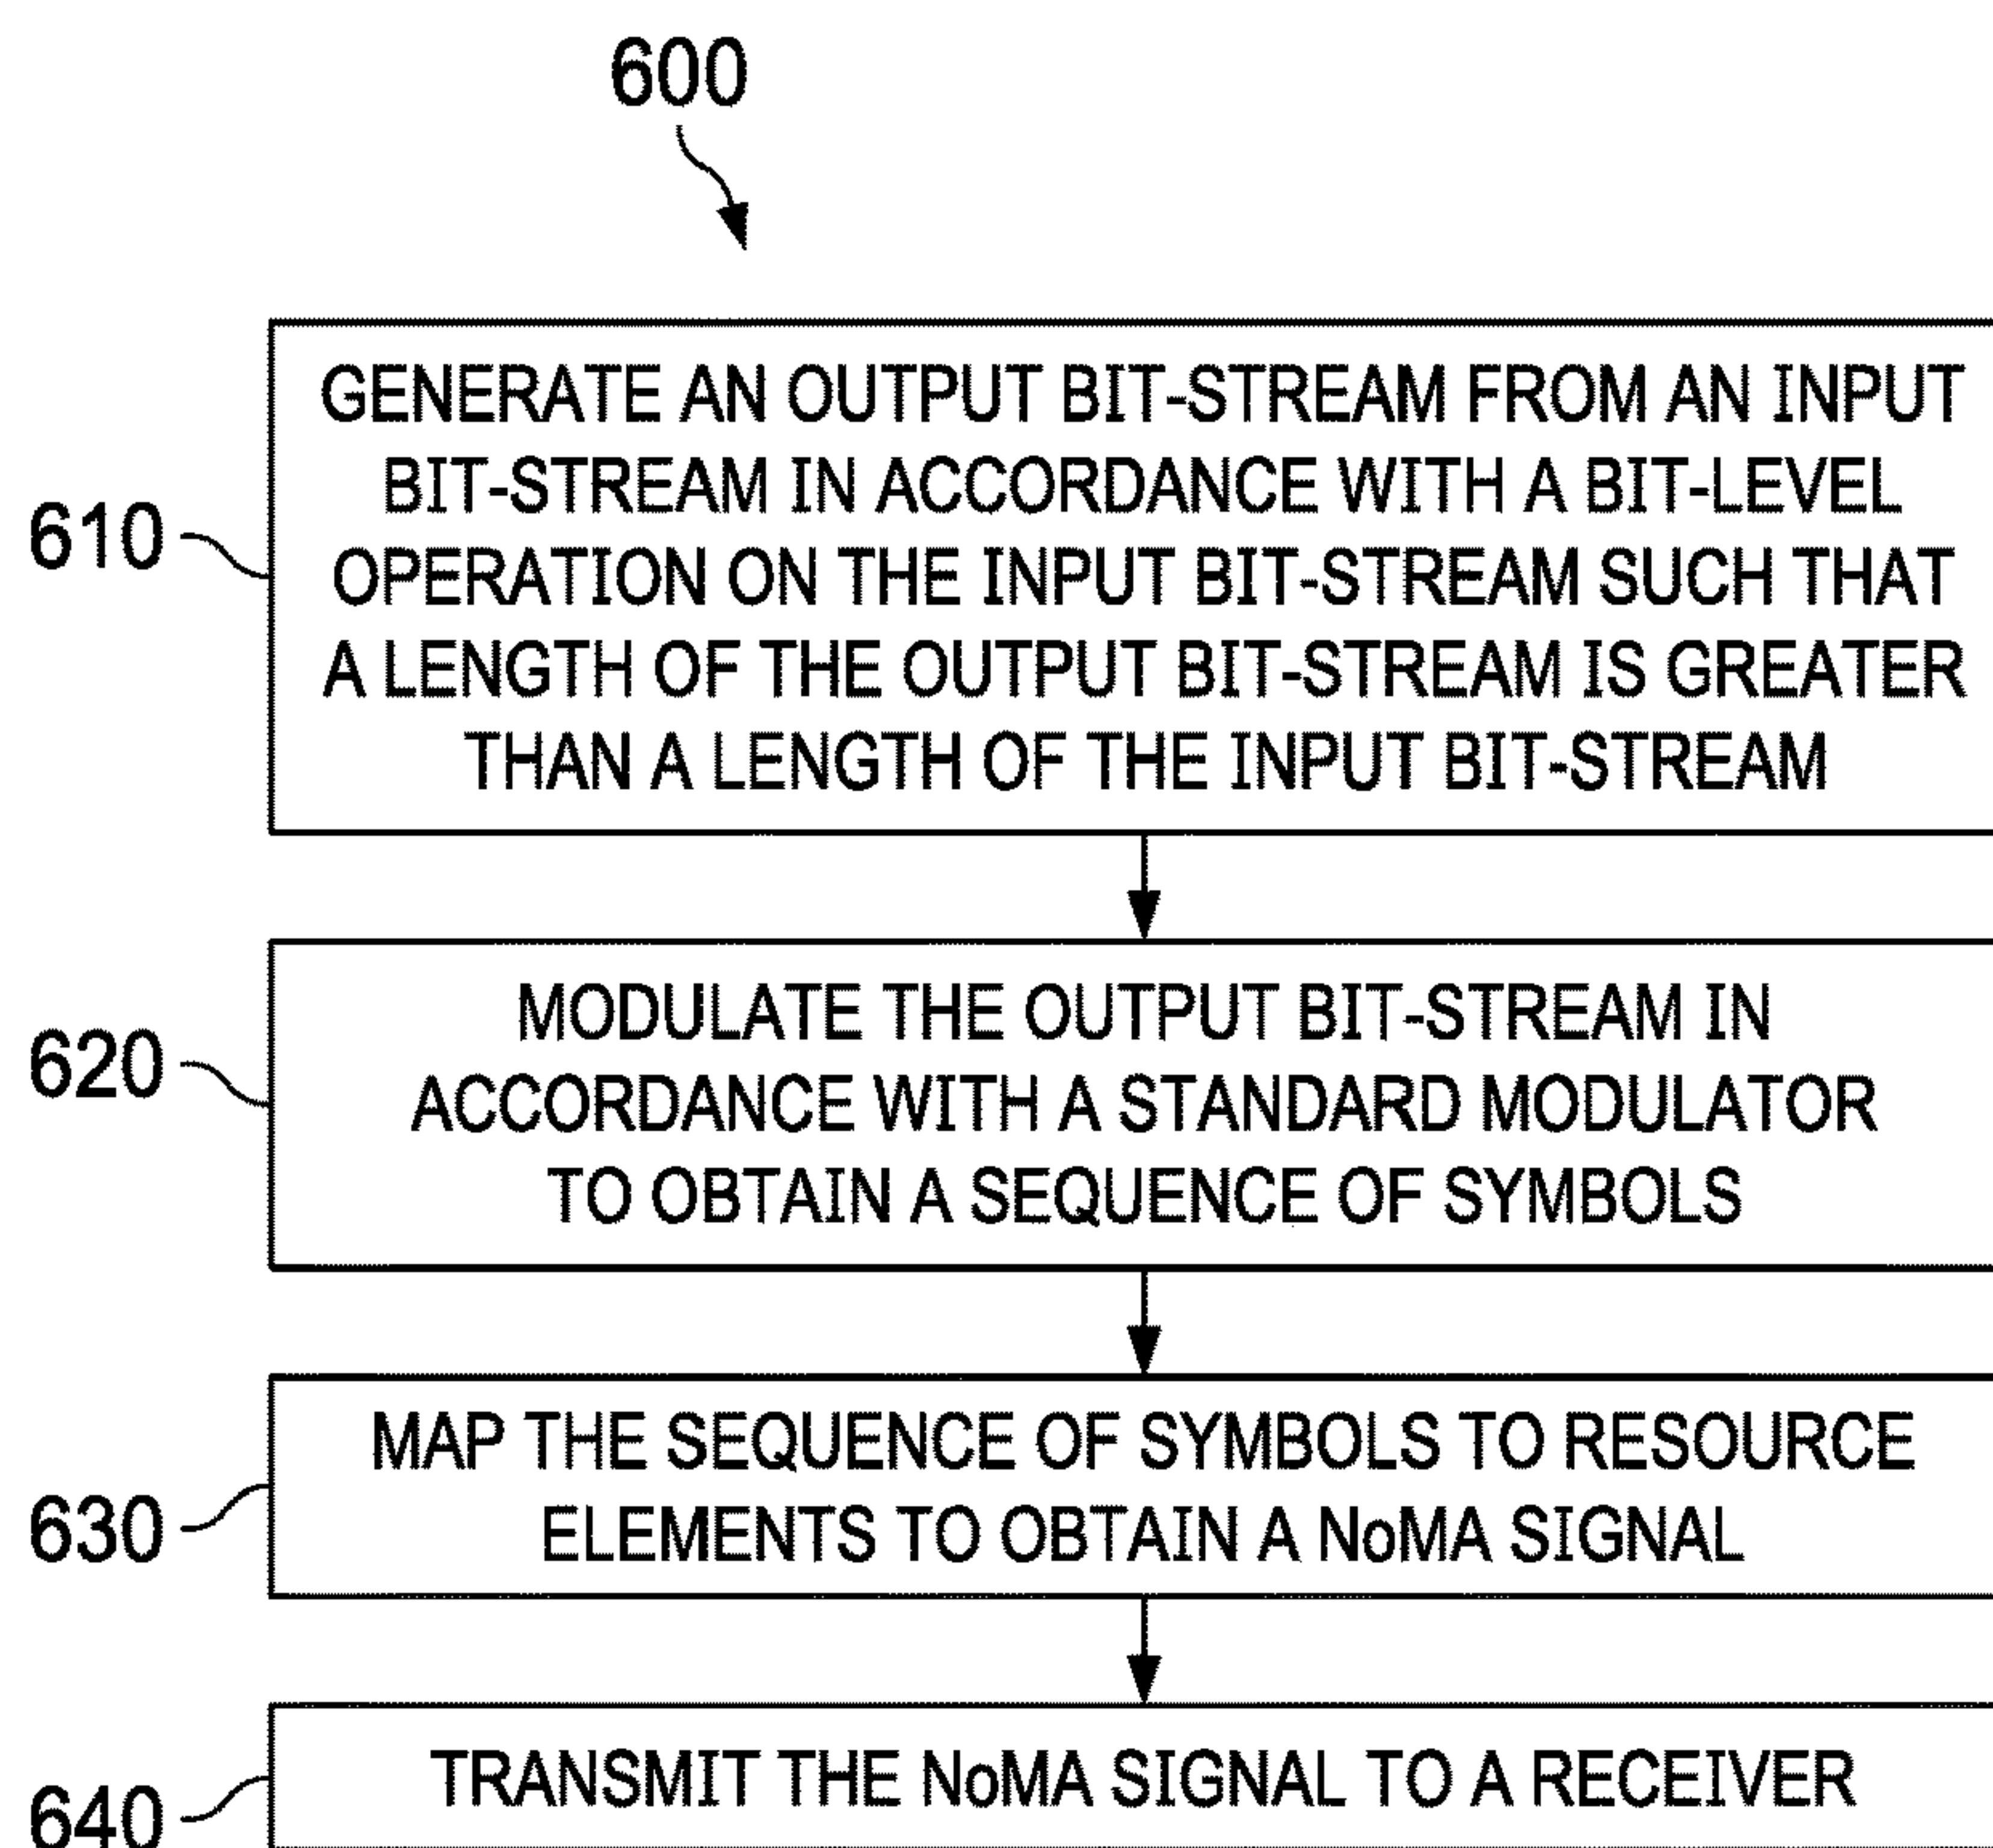 600
610
GENERATE AN OUTPUT BIT-STREAM FROM AN INPUT
BIT-STREAM IN ACCORDANCE WITH A BIT-LEVEL
OPERATION ON THE INPUT BIT-STREAM SUCH THAT
A LENGTH OF THE OUTPUT BIT-STREAM IS GREATER
THAN A LENGTH OF THE INPUT BIT-STREAM
620
MODULATE THE OUTPUT BIT-STREAM IN
ACCORDANCE WITH A STANDARD MODULATOR
TO OBTAIN A SEQUENCE OF SYMBOLS
630
MAP THE SEQUENCE OF SYMBOLS TO RESOURCE
ELEMENTS TO OBTAIN A NoMA SIGNAL
640
TRANSMIT THE NoMA SIGNAL TO A RECEIVER